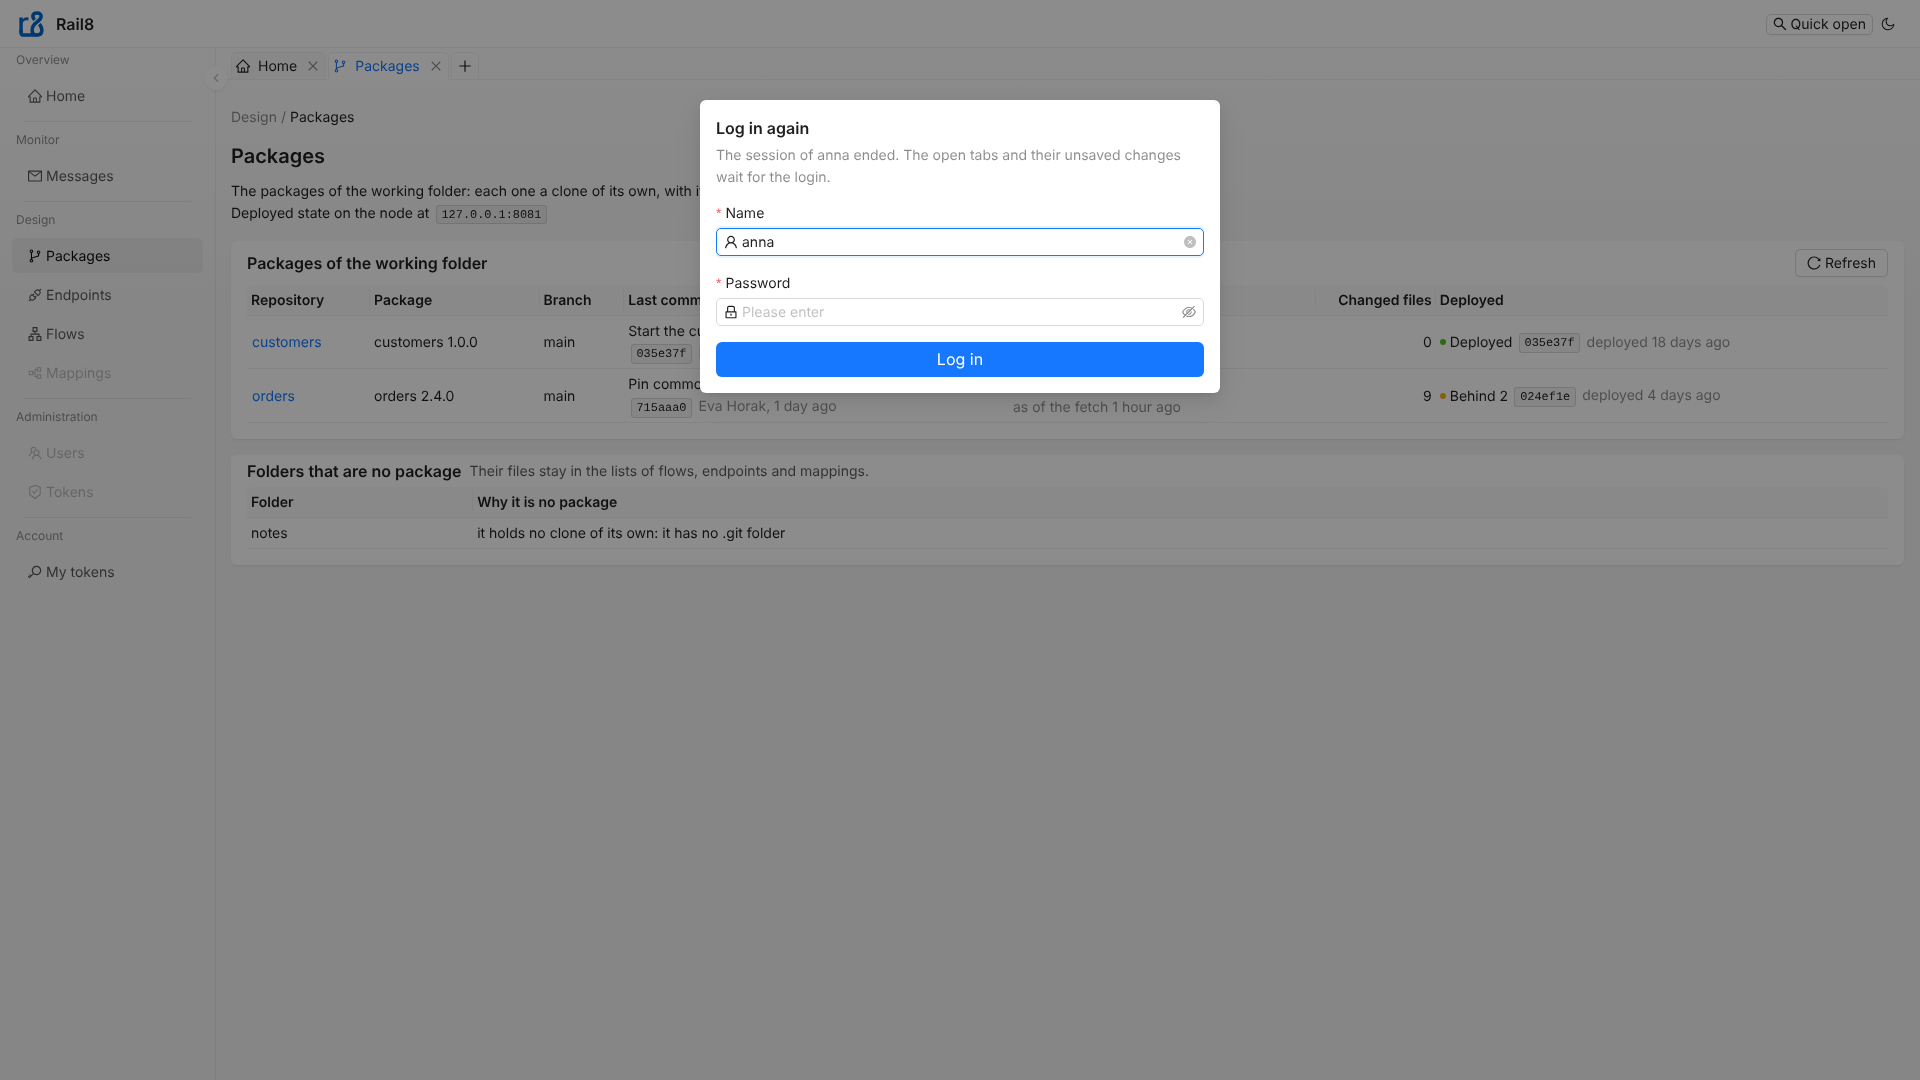 Rail8
Quick open
Overview
Home
Monitor
Messages
Design
Packages
Endpoints
Flows
Mappings
Administration
Users
Tokens
Account
My tokens
Home
Packages
Design / Packages
Packages
The packages of the working folder: each one a clone of its own, with
Deployed state on the node at 127.0.0.1:8081
Packages of the working folder
Refresh
Repository Package Branch Last comm Changed files Deployed
customers customers 1.0.0 main Start the 0 Deployed 035e37f deployed 18 days ago
035e37f
orders orders 2.4.0 main Pin commo 9 Behind 2 024ef1e deployed 4 days ago
715aaa0 Eva Horak, 1 day ago as of the fetch 1 hour ago
Folders that are no package Their files stay in the lists of flows, endpoints and mappings.
Folder Why it is no package
notes it holds no clone of its own: it has no .git folder
Log in again
The session of anna ended. The open tabs and their unsaved changes
wait for the login.
* Name
anna
* Password
Please enter
Log in